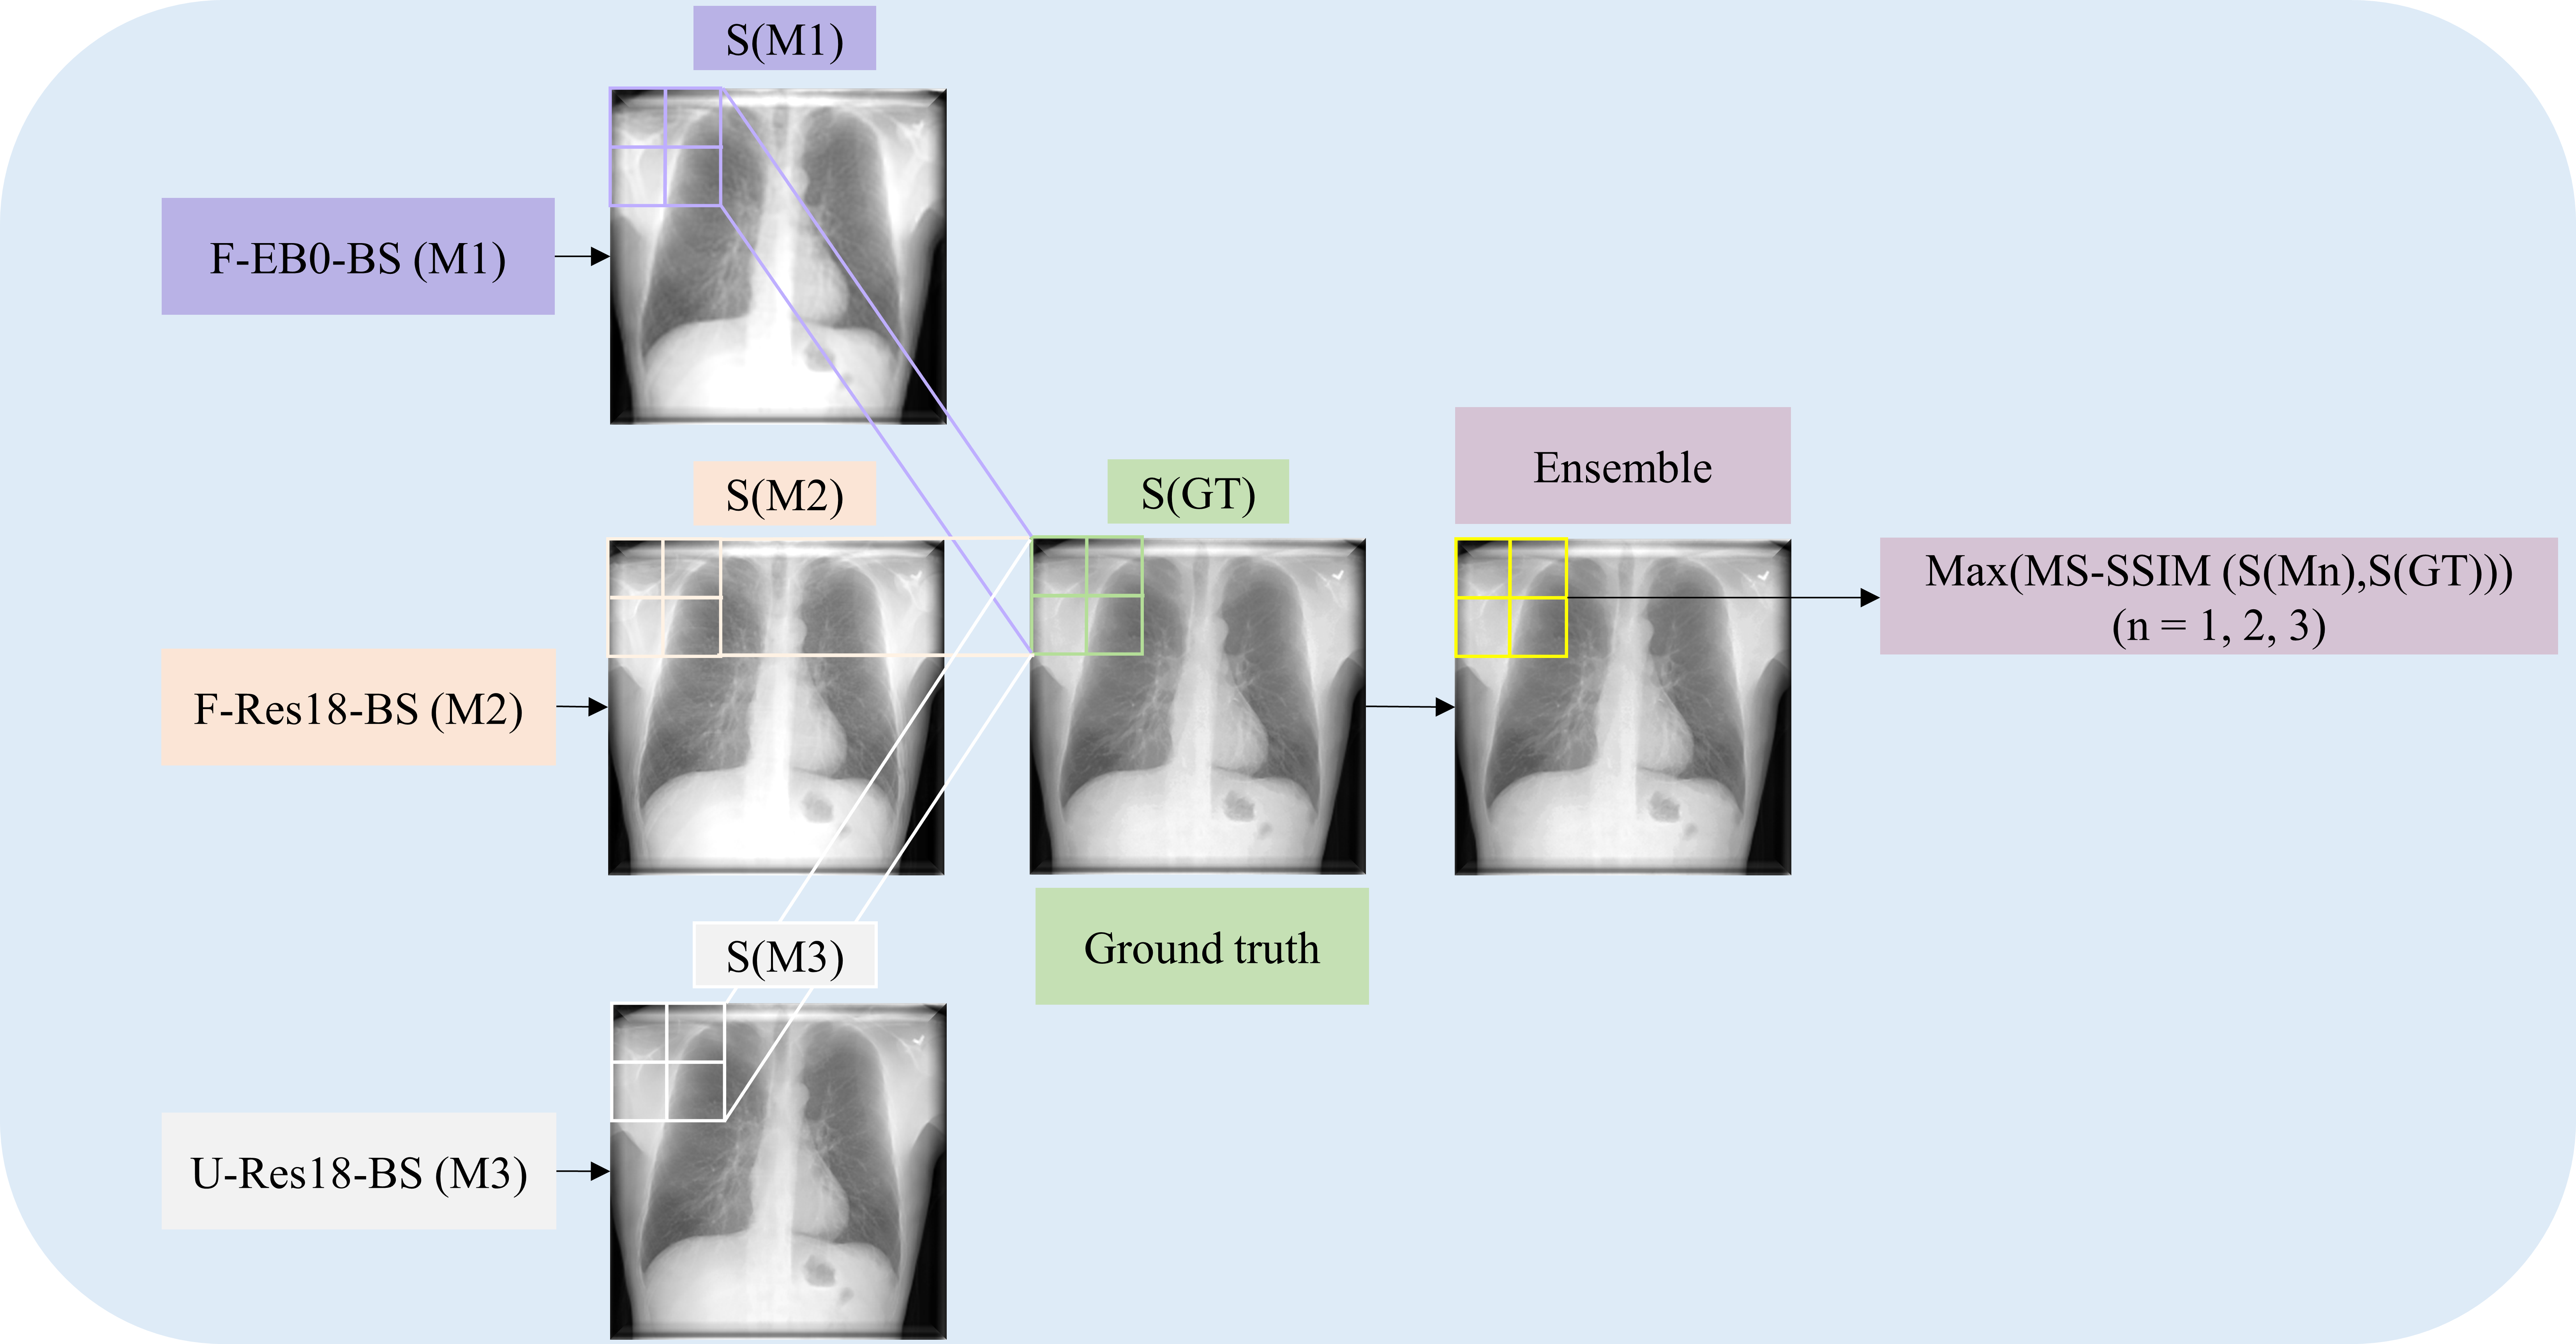 S(M1)
F-EB0-BS (M1)
S(M2)
F-Res18-BS (M2)
S(GT)
Ground truth
Ensemble
Max(MS-SSIM (S(Mn),S(GT)))
(n = 1, 2, 3)
S(M3)
U-Res18-BS (M3)